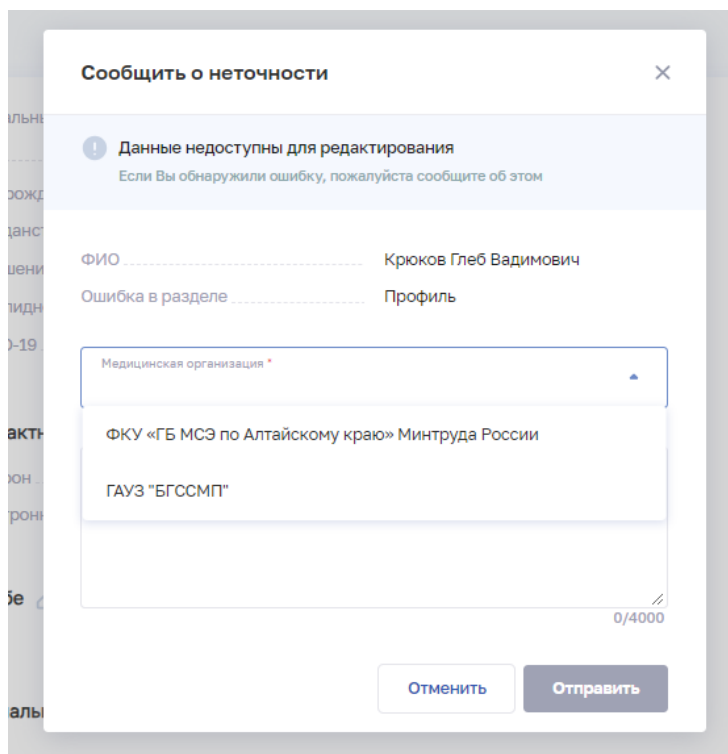 Сообщить о неточности
Данные недоступны для редактирования
Если Вы обнаружили ошибку, пожалуйста сообщите об этом
ФИО Крюков Глеб Вадимович
Ошибка в разделе Профиль
Медицинская организация *
ФКУ «ГБ МСЭ по Алтайскому краю» Минтруда России
ГАУЗ "БГССМП"
0/4000
Отменить Отправить